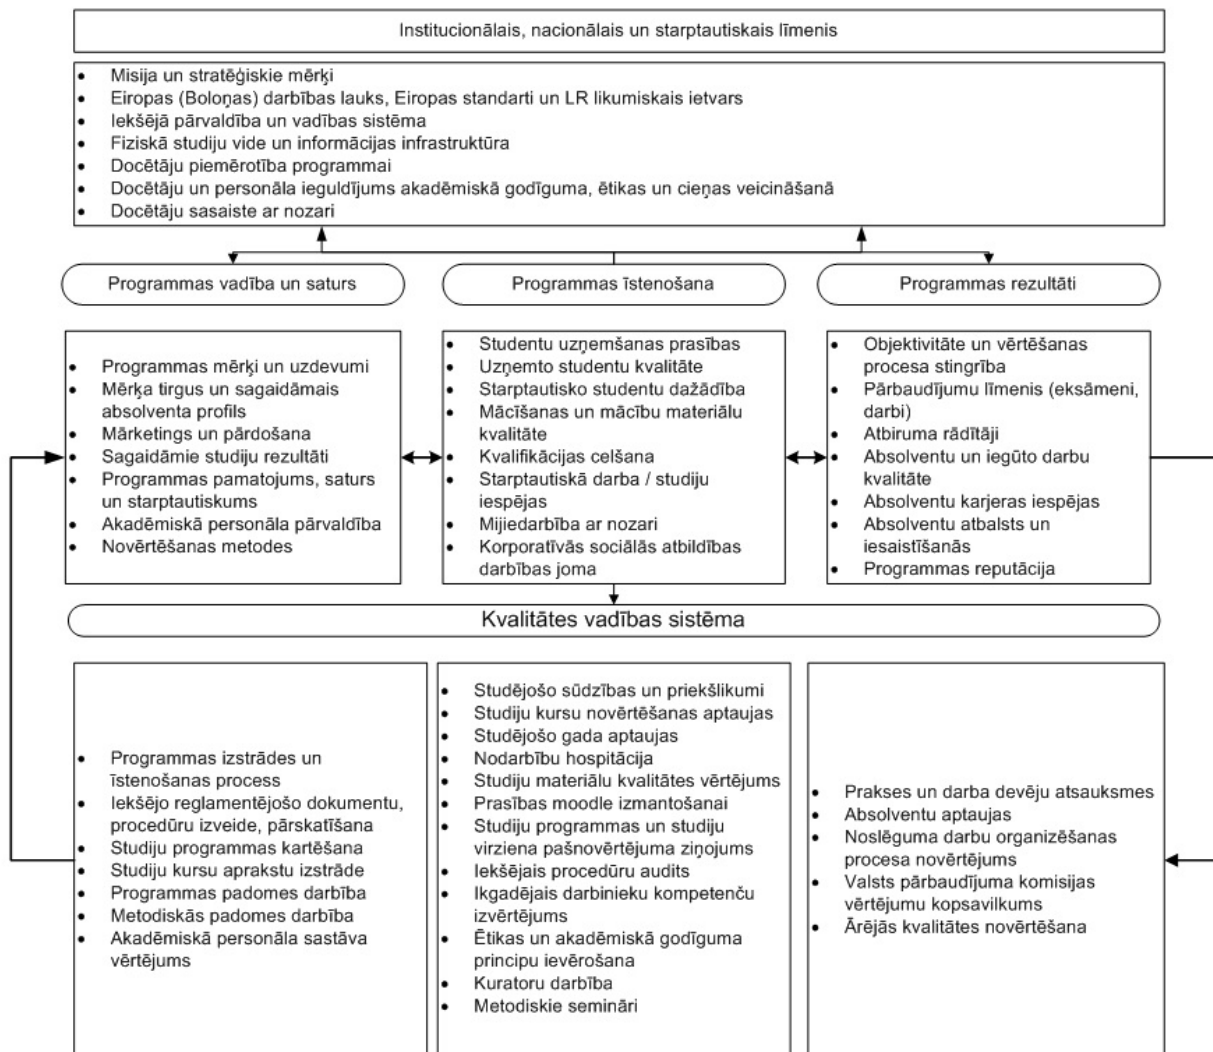 Institucionālais, nacionālais un starptautiskais līmenis
• Misija un stratēģiskie mērķi
• Eiropas (Boloņas) darbības lauks, Eiropas standarti un LR likumiskais ietvars
• Iekšējā pārvaldība un vadības sistēma
• Fiziskā studiju vide un informācijas infrastruktūra
• Docētāju piemērotība programmai
• Docētāju un personāla ieguldījums akadēmiskā godīguma, ētikas un cieņas veicināšanā
• Docētāju sasaiste ar nozari
Programmas vadība un saturs
Programmas īstenošana
Programmas rezultāti
• Programmas mērķi un uzdevumi
• Mērķa tirgus un sagaidāmais
absolventa profils
• Mārketings un pārdošana
• Sagaidāmie studiju rezultāti
• Programmas pamatojums, saturs
un starptautiskums
• Akadēmiskā personāla pārvaldība
• Novērtēšanas metodes
• Studentu uzņemšanas prasības
• Uzņemto studentu kvalitāte
• Starptautisko studentu dažādība
• Mācīšanas un mācību materiālu
kvalitāte
• Kvalifikācijas celšana
• Starptautiskā darba / studiju
iespējas
• Mijiedarbība ar nozari
• Korporatīvās sociālās atbildības
darbības joma
• Objektivitāte un vērtēšanas
procesa stingrība
• Pārbaudījumu līmenis (eksāmeni,
darbi)
• Atbiruma rādītāji
• Absolventu un iegūto darbu
kvalitāte
• Absolventu karjeras iespējas
• Absolventu atbalsts un
iesaistīšanās
• Programmas reputācija
Kvalitātes vadības sistēma
• Programmas izstrādes un
īstenošanas process
• Iekšējo reglamentējošo dokumentu,
procedūru izveide, pārskatīšana
• Studiju programmas kartēšana
• Studiju kursu aprakstu izstrāde
• Programmas padomes darbība
• Metodiskās padomes darbība
• Akadēmiskā personāla sastāva
vērtējums
• Studējošo sūdzības un priekšlikumi
• Studiju kursu novērtēšanas aptaujas
• Studējošo gada aptaujas
• Nodarbību hospitācija
• Studiju materiālu kvalitātes vērtējums
• Prasības moodle izmantošanai
• Studiju programmas un studiju
virziena pašnovērtējuma ziņojums
• Iekšējais procedūru audits
• Ikgadējais darbinieku kompetenču
izvērtējums
• Ētikas un akadēmiskā godīguma
principu ievērošana
• Kuratoru darbība
• Metodiskie semināri
• Prakses un darba devēju atsauksmes
• Absolventu aptaujas
• Noslēguma darbu organizēšanas
procesa novērtējums
• Valsts pārbaudījuma komisijas
vērtējumu kopsavilkums
• Ārējās kvalitātes novērtēšana